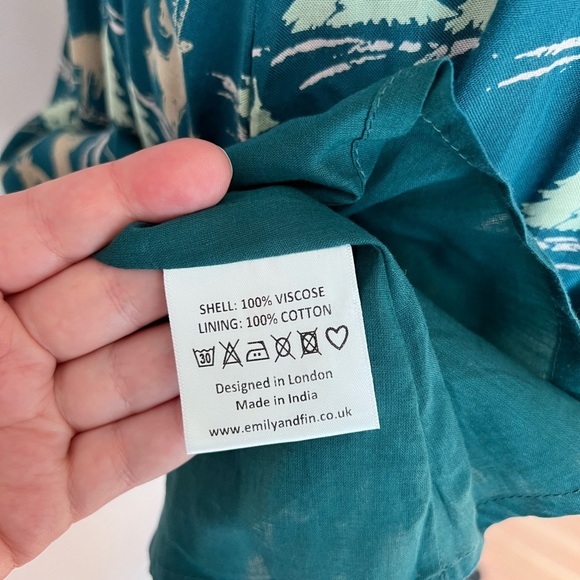 SHELL: 100% VISCOSE
LINING: 100% COTTON
30
Designed in London
Made in India
www.emilyandfin.co.uk